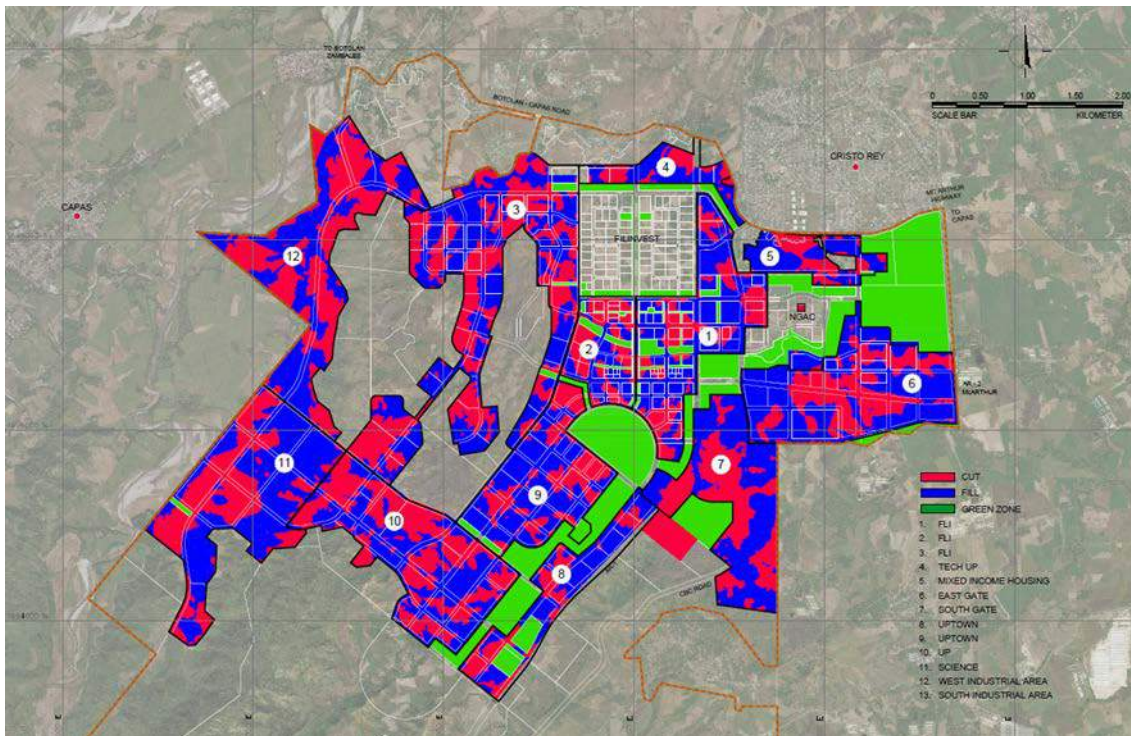 TO BOTOLAN
ZAMBALES
BOTOLAN - CAPAS ROAD
0 0.50 1.00 1.50 2.00
SCALE BAR KILOMETER
CRISTO REY
4
CAPAS
MC ARTHUR
HIGHWAY
TO
CAPAS
3
FILINVEST
5
12
NGAC
1
2
6
MCARTHUR
7
11
9
10
8
CBC ROAD
CUT
FILL
GREEN ZONE
1. FLI
2. FLI
3. FLI
4. TECH UP
5. MIXED INCOME HOUSING
6. EAST GATE
7. SOUTH GATE
8. UPTOWN
9. UPTOWN
10. UP
11. SCIENCE
12. WEST INDUSTRIAL AREA
13. SOUTH INDUSTRIAL AREA